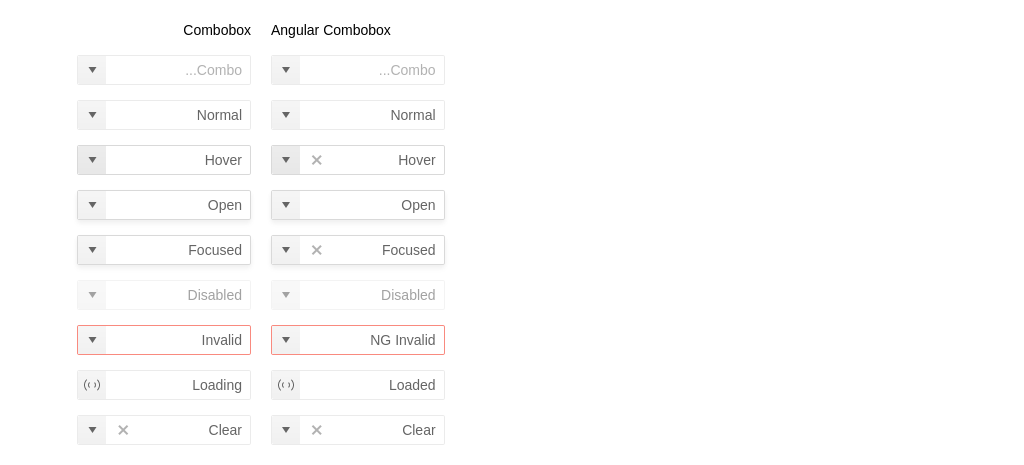 Combobox Angular Combobox
...Combo ...Combo
Normal Normal
Hover Hover
Open Open
Focused Focused
Disabled Disabled
Invalid NG Invalid
Loading Loaded
Clear Clear